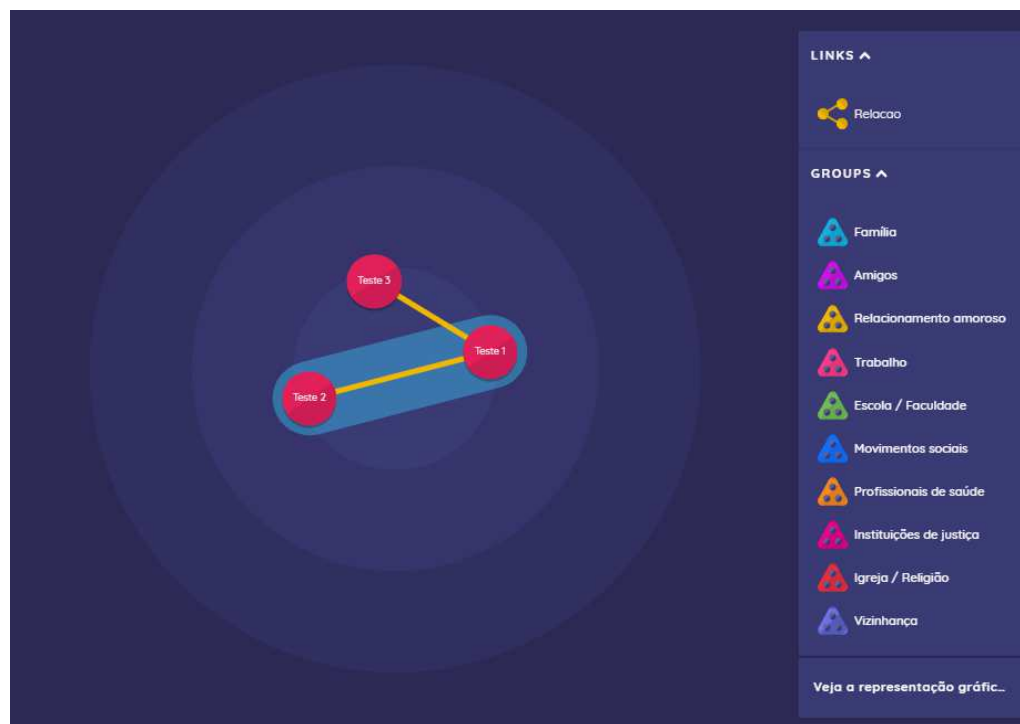 LINKS
Relacao
GROUPS
Família
Amigos
Relacionamento amoroso
Trabalho
Escola / Faculdade
Movimentos sociais
Profissionais de saúde
Instituições de justiça
Igreja / Religião
Vizinhança
Veja a representação gráfic...
Teste 3
Teste 1
Teste 2